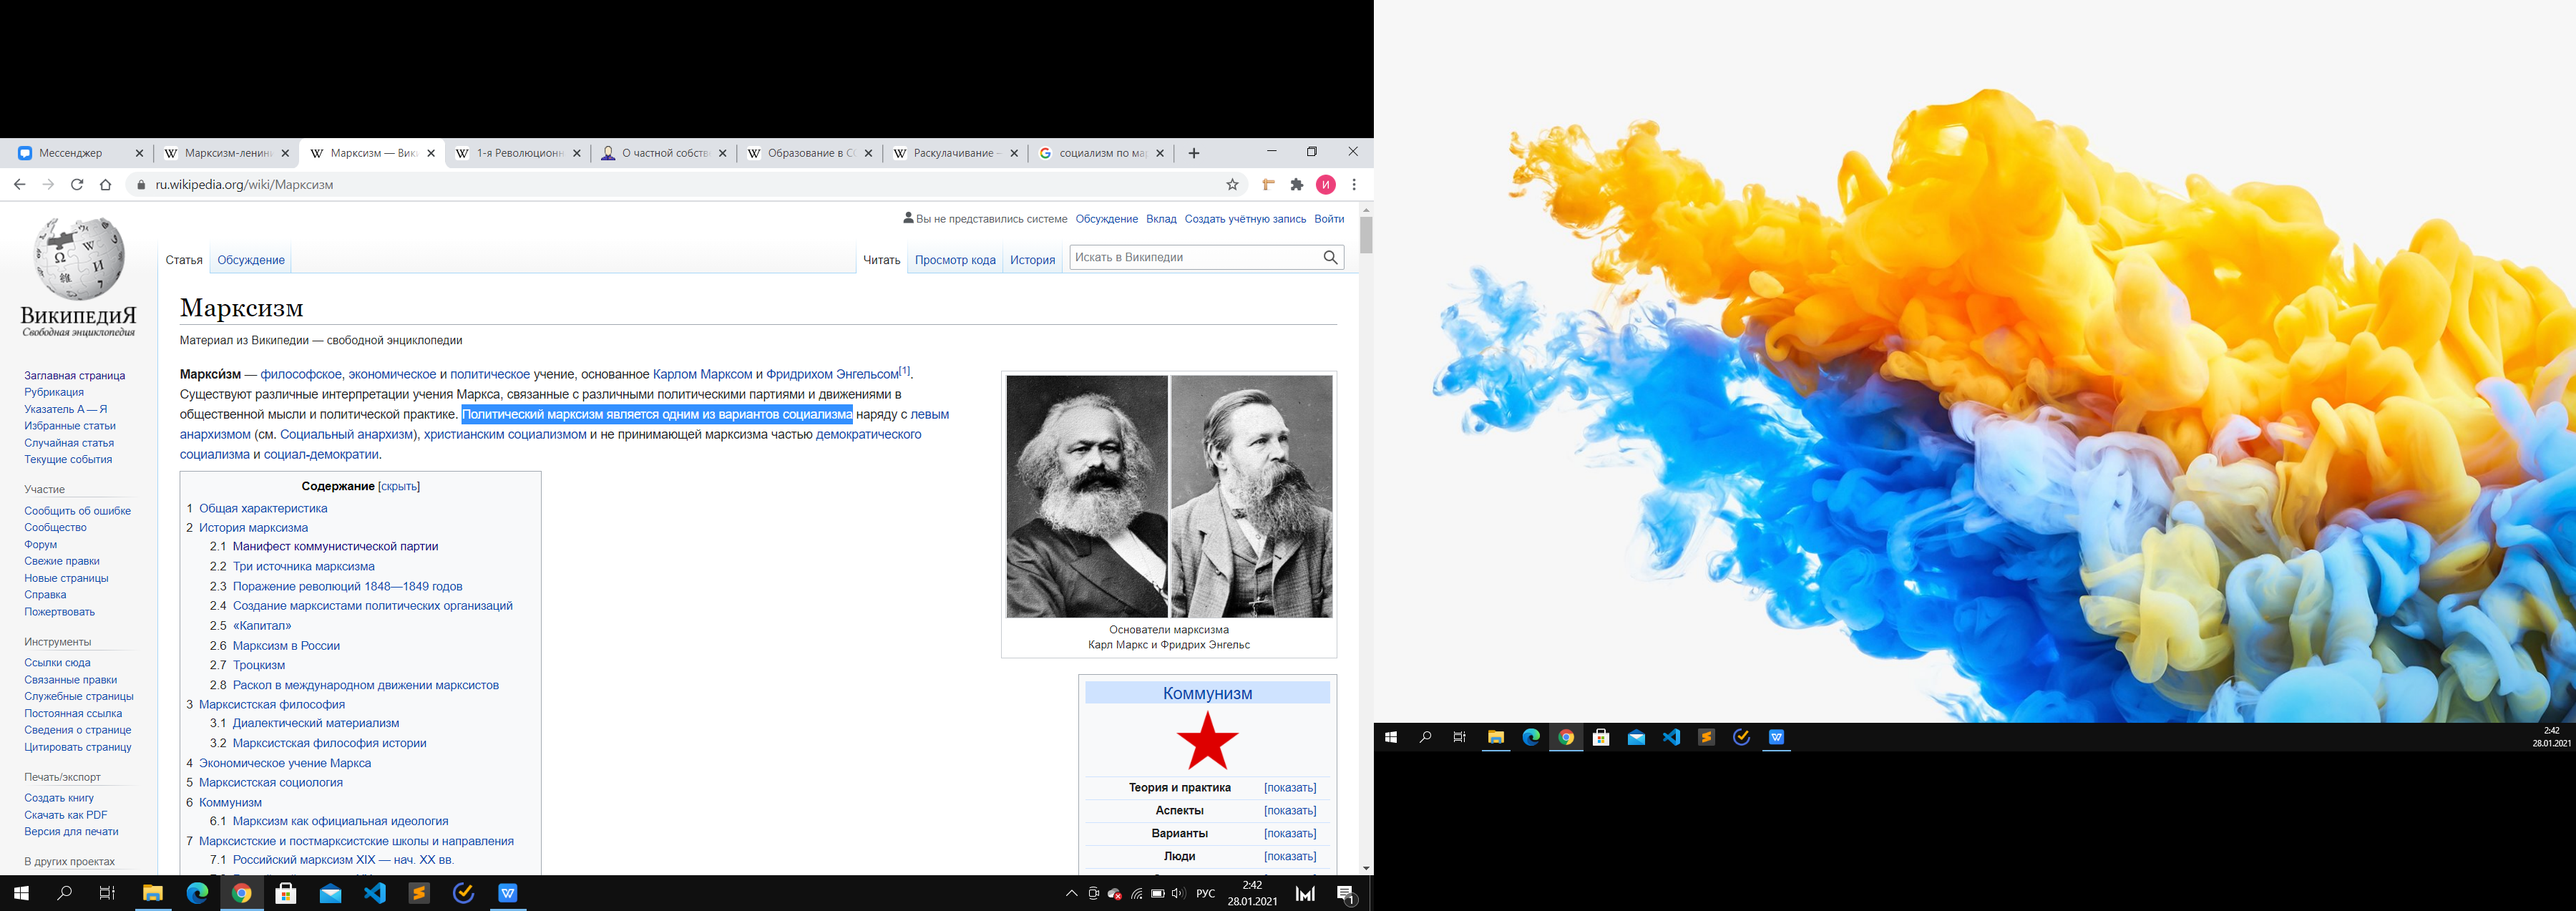 Мессенджер
Марксизм-ленин
Марксизм — Вики
1-я Революцион
О частной собств
Образование в С
Раскулачивание -
социализм по ма
ru.wikipedia.org/wiki/Марксизм
И
Вы не представились системе Обсуждение Вклад Создать учётную запись Войти
Статья Обсуждение Читать Просмотр кода История Искать в Википедии
ВикипедиЯ
Свободная энциклопедия
Заглавная страница
Рубрикация
Указатель А — Я
Избранные статьи
Случайная статья
Текущие события
Участие
Сообщить об ошибке
Сообщество
Форум
Свежие правки
Новые страницы
Справка
Пожертвовать
Инструменты
Ссылки сюда
Связанные правки
Служебные страницы
Постоянная ссылка
Сведения о странице
Цитировать страницу
Печать/экспорт
Создать книгу
Скачать как PDF
Версия для печати
В других проектах
Марксизм
Материал из Википедии — свободной энциклопедии
Маркси́зм — философское, экономическое и политическое учение, основанное Карлом Марксом и Фридрихом Энгельсом[1].
Существуют различные интерпретации учения Маркса, связанные с различными политическими партиями и движениями в
общественной мысли и политической практике. Политический марксизм является одним из вариантов социализма наряду с левым
анархизмом (см. Социальный анархизм), христианским социализмом и не принимающей марксизма частью демократического
социализма и социал-демократии.
Содержание [скрыть]
1 Общая характеристика
2 История марксизма
2.1 Манифест коммунистической партии
2.2 Три источника марксизма
2.3 Поражение революций 1848—1849 годов
2.4 Создание марксистами политических организаций
2.5 «Капитал»
2.6 Марксизм в России
2.7 Троцкизм
2.8 Раскол в международном движении марксистов
3 Марксистская философия
3.1 Диалектический материализм
3.2 Марксистская философия истории
4 Экономическое учение Маркса
5 Марксистская социология
6 Коммунизм
6.1 Марксизм как официальная идеология
7 Марксистские и постмарксистские школы и направления
7.1 Российский марксизм XIX — нач. XX вв.
Основатели марксизма
Карл Маркс и Фридрих Энгельс
Коммунизм
Теория и практика [показать]
Аспекты [показать]
Варианты [показать]
Люди [показать]
РУС
2:42
28.01.2021
1
2:42
28.01.2021